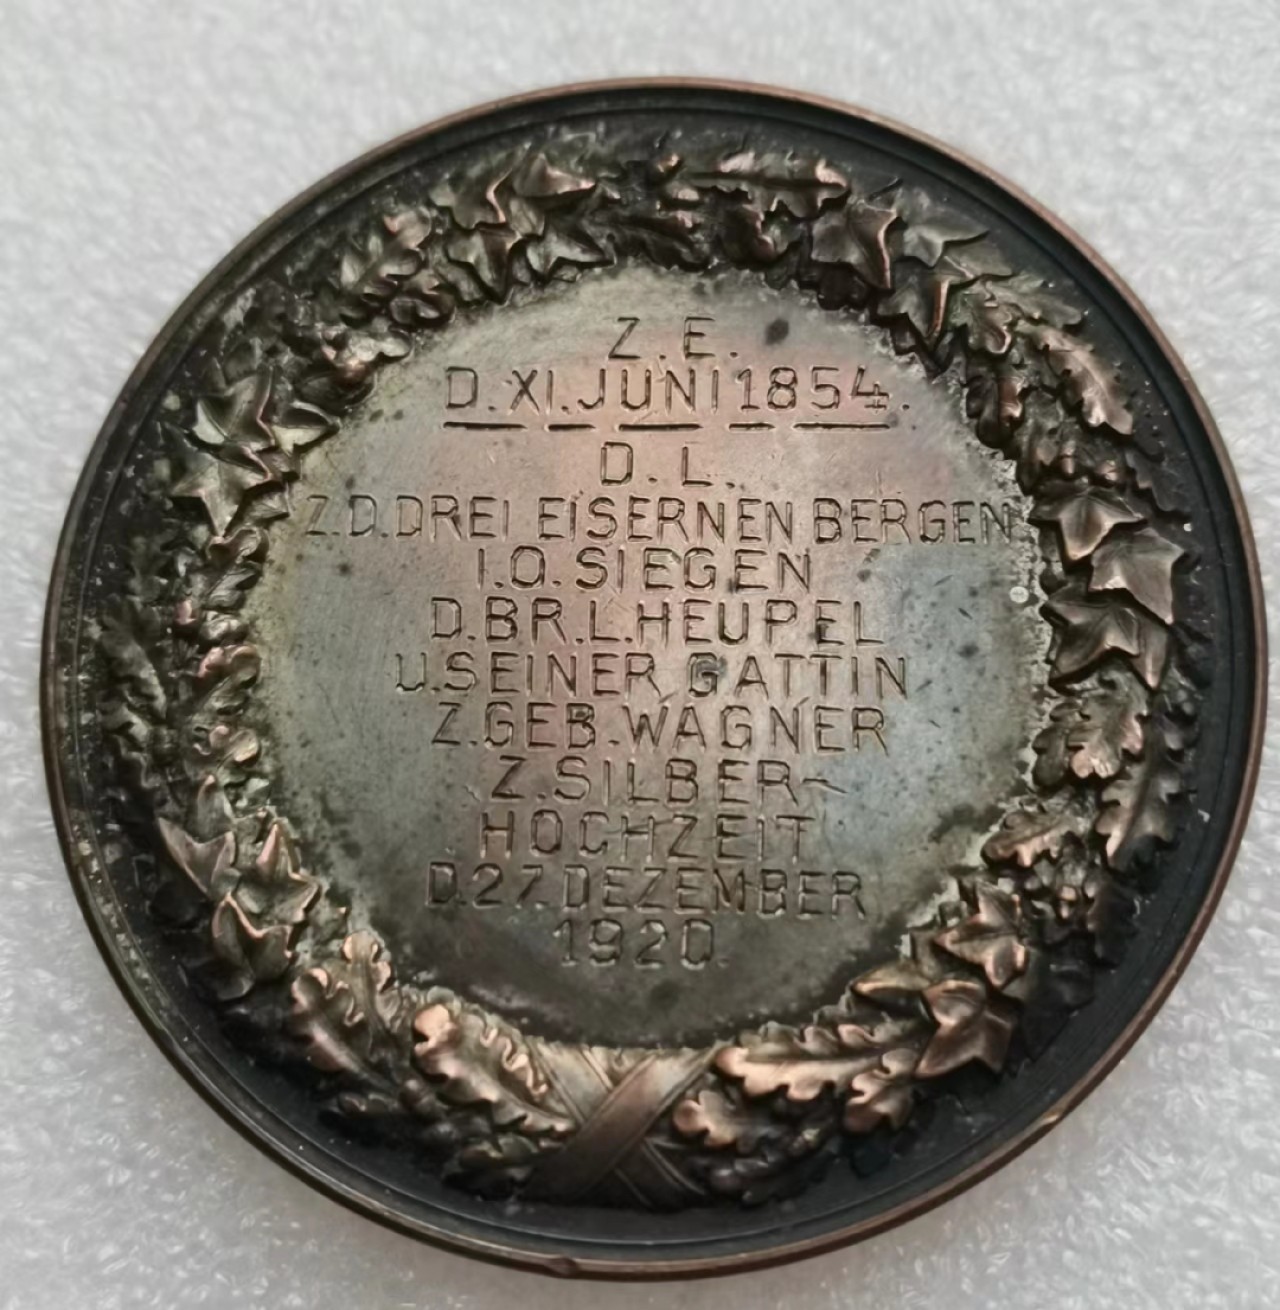 Z.E.
D.XI.JUNI 1854.
D.L.
Z.D.DREI EISERNEN BERGEN
I.O.SIEGEN
D.BR.L.HEUPEL
U.SEINER GATTIN
Z.GEB.WAGNER
Z.SILBER-
HOCHZEIT
D.27.DEZEMBER
1920.